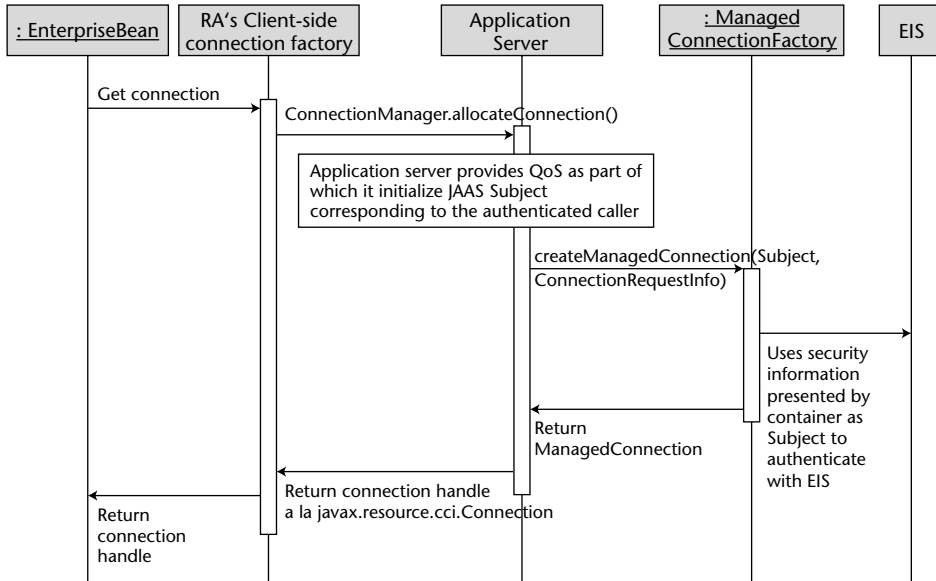 : EnterpriseBean
RA‘s Client-side
connection factory
Application
Server
: Managed
ConnectionFactory
EIS
Get connection
ConnectionManager.allocateConnection()
Application server provides QoS as part of
which it initialize JAAS Subject
corresponding to the authenticated caller
createManagedConnection(Subject,
ConnectionRequestInfo)
Uses security
information
presented by
container as
Subject to
authenticate
with EIS
Return
ManagedConnection
Return connection handle
a la javax.resource.cci.Connection
Return
connection
handle